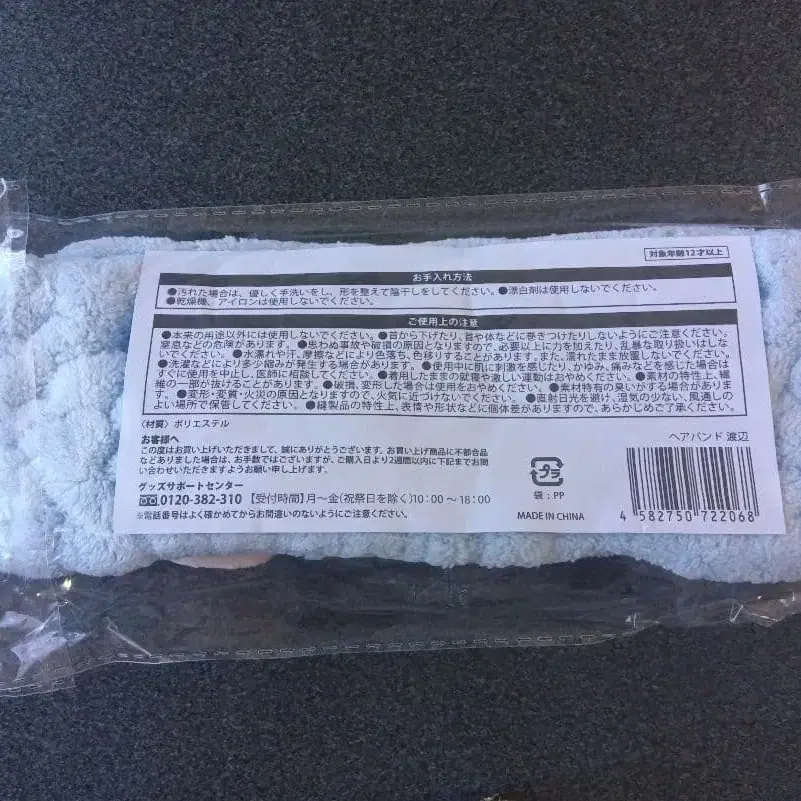 対象年齢12才以上
お手入れ方法
●汚れた場合は、優しく手洗いをし、形を整えて陰干しをしてください。●漂白剤は使用しないでください。
●乾燥機、アイロンは使用しないでください。
ご使用上の注意
●本来の用途以外には使用しないでください。●首から下げたり、首や体などに巻きつけたりしないようにご注意ください。
窒息などの危険があります。●思わぬ事故や破損の原因となりますので、必要以上に力を加えたり、乱暴な取り扱いはしな
いでください。●水濡れや汗、摩擦などにより色落ち、色移りすることがあります。また、濡れたまま放置しないでください。
●洗濯などにより多少縮みが発生する場合があります。●使用中に肌に刺激を感じたり、かゆみ、痛みなどを感じた場合は
すぐに使用を中止し、医師に相談してください。●着用したままの就寝や激しい運動はおやめください。●素材の特性上、繊
維の一部が抜けることがあります。●破損、変形した場合は使用をおやめください。●素材特有の臭いがする場合がありま
す。●変形・変質・火災の原因となりますので、火気に近づけないでください。●直射日光を避け、湿気の少ない、風通しの
よい場所で保管してください。●縫製品の特性上、表情や形状などに個体差がありますので、あらかじめご了承ください。
〈材質〉ポリエステル
お客様へ
この度はお買い上げいただきまして、誠にありがとうございます。お買い上げ商品に不都合品
などありました場合は、お手数ではございますが、ご購入日より2週間以内に下記までお問
い合わせいただきますようお願い申し上げます。
グッズサポートセンター
0120-382-310 【受付時間】月〜金(祝祭日を除く)10:00〜18:00
※電話番号はよく確かめてからお間違いのないようにご注意ください。
プラ
袋:PP
MADE IN CHINA
ヘアバンド 渡辺
4 582750 722068